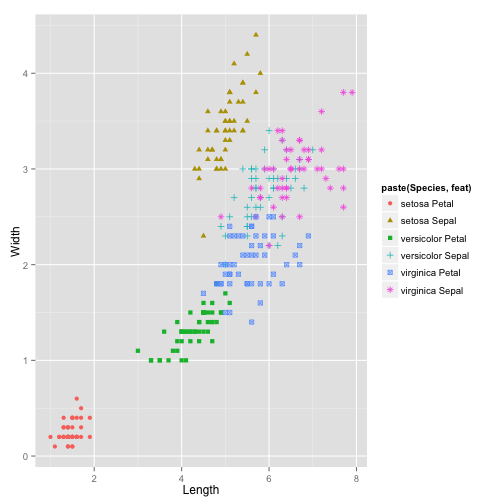 4
3
2
1
0
Width
2
4
6
8
Length
paste(Species, feat)
setosa Petal
setosa Sepal
versicolor Petal
versicolor Sepal
virginica Petal
virginica Sepal